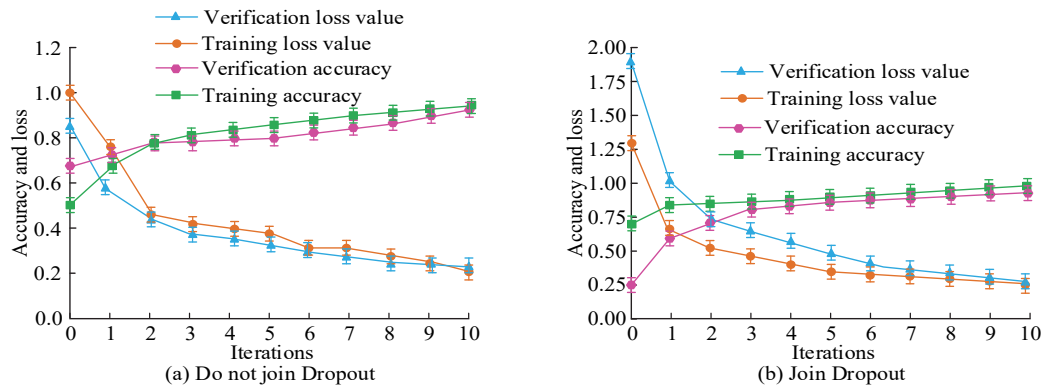 Verification loss value
Training loss value
Verification accuracy
Training accuracy
Accuracy and loss
1.2
1.0
0.8
0.6
0.4
0.2
0.0
0 1 2 3 4 5 6 7 8 9 10
Iterations
(a) Do not join Dropout
Verification loss value
Training loss value
Verification accuracy
Training accuracy
Accuracy and loss
2.00
1.75
1.50
1.25
1.00
0.75
0.50
0.25
0.00
0 1 2 3 4 5 6 7 8 9 10
Iterations
(b) Join Dropout